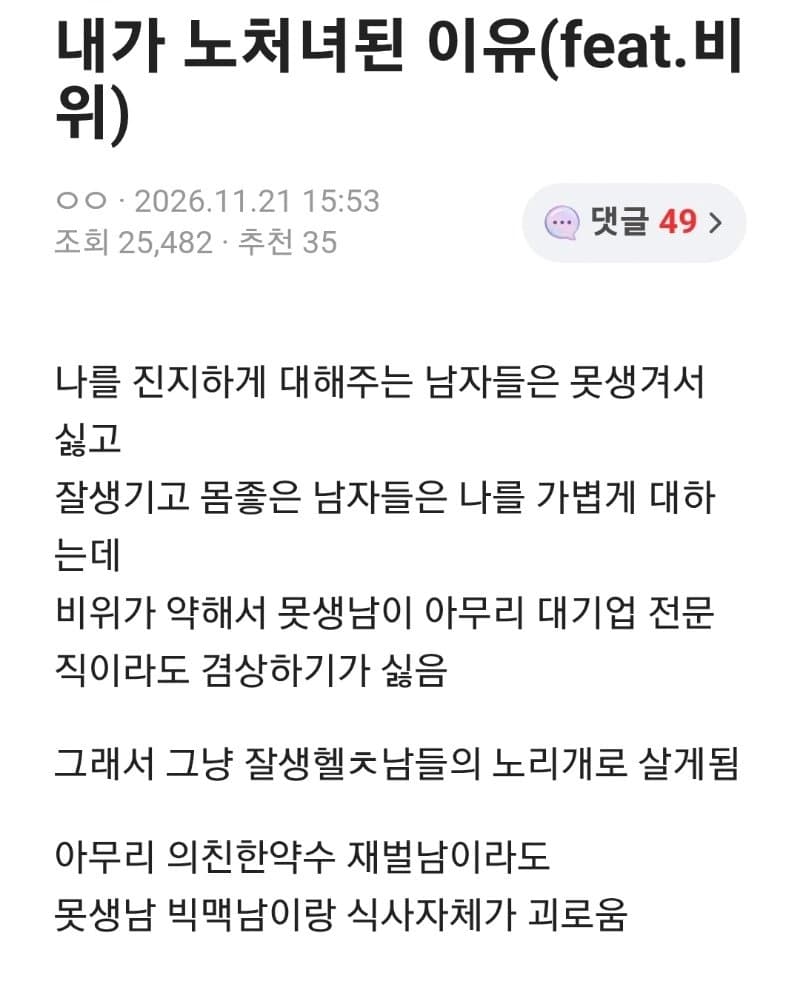 내가 노처녀된 이유(feat.비
위)
ㅇㅇ · 2026.11.21 15:53
조회 25,482 · 추천 35
댓글 49 >
나를 진지하게 대해주는 남자들은 못생겨서
싫고
잘생기고 몸좋은 남자들은 나를 가볍게 대하
는데
비위가 약해서 못생남이 아무리 대기업 전문
직이라도 겸상하기가 싫음
그래서 그냥 잘생헬ㅊ남들의 노리개로 살게됨
아무리 의친한약수 재벌남이라도
못생남 빅맥남이랑 식사자체가 괴로움